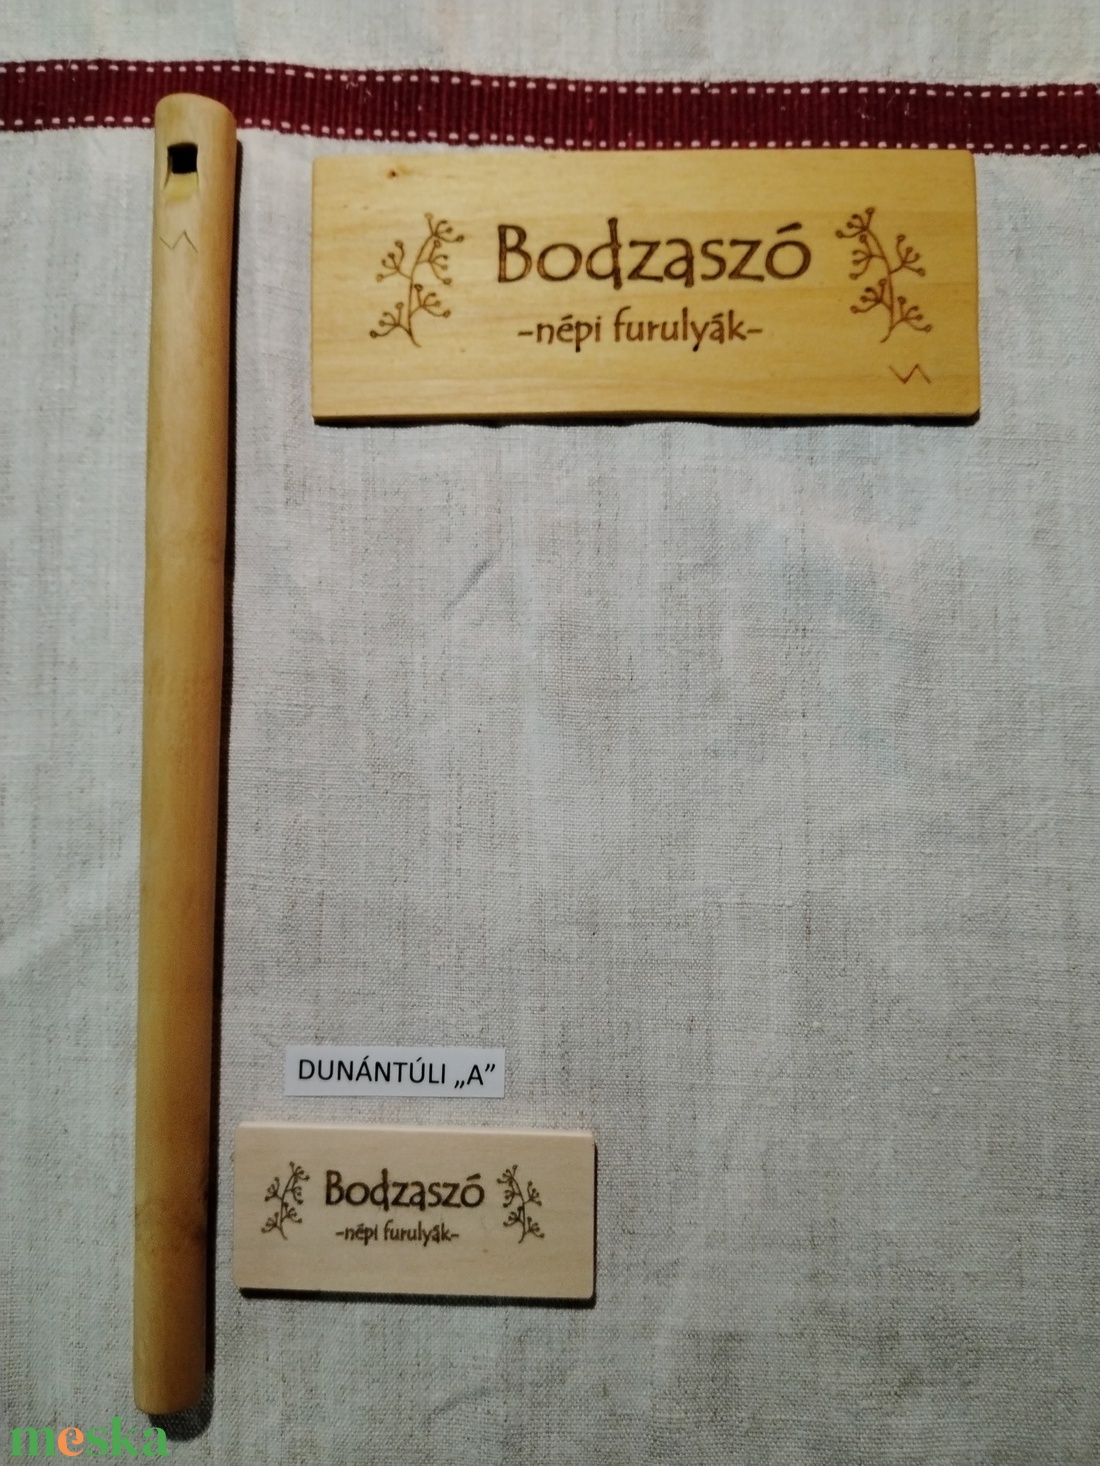 Bodzaszó
-népi furulyák-
DUNÁNTÚLI „A”
Bodzaszó
-népi furulyák-
meska